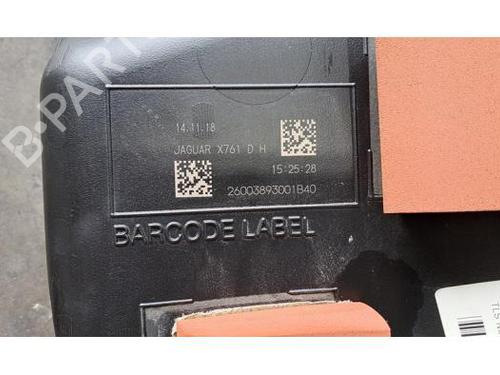 B-PARTS
14.11.18
JAGUAR X761 D H
15:25:28
26003893001B40
BARCODE LABEL